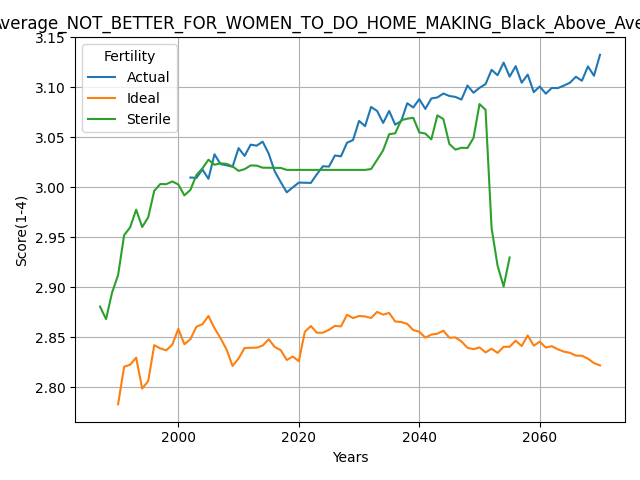 Average_NOT_BETTER_FOR_WOMEN_TO_DO_HOME_MAKING_Black_Above_Ave
3.15
3.10
3.05
3.00
2.95
2.90
2.85
2.80
Score(1-4)
Fertility
Actual
Ideal
Sterile
2000
2020
2040
2060
Years